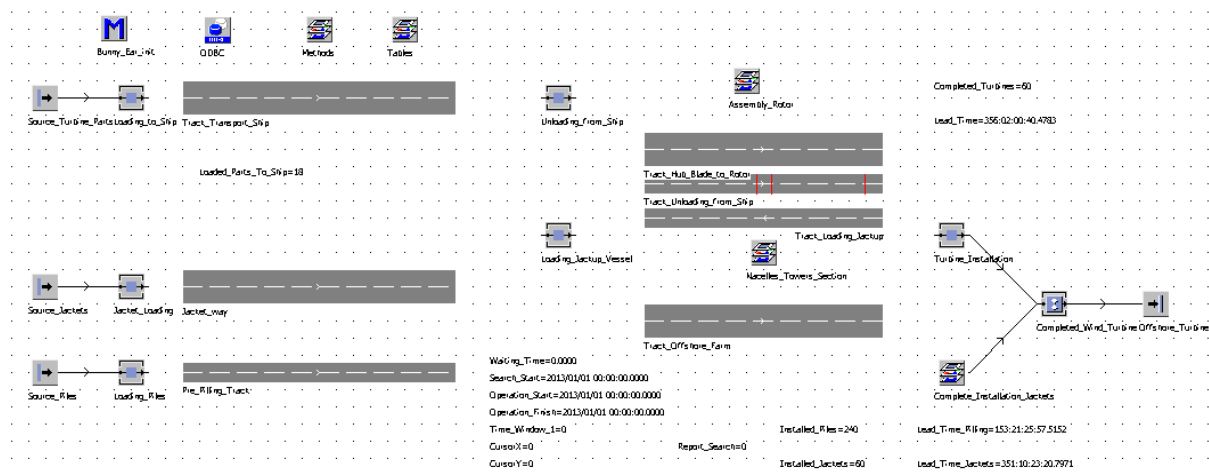 Bunny_Ear_init ODBC Methods Tables
Assembly_Rotor
Completed_Turbines=60
Source_Turbine_Parts Loading_to_Ship Track_Transport_Ship Unloading_from_Ship
Lead_Time=356:02:00:40.4783
Loaded_Parts_To_Ship=18
Track_Hub_Blade_to_Rotor
Track_Unloading_from_Ship
Track_Loading_Jackup
Loading_Jackup_Vessel
Turbine_Installation
Nacelles_Towers_Section
Source_Jackets Jacket_Loading Jacket_way
Completed_Wind_Turbine Offshore_Turbine
Track_Offshore_Farm
Waiting_Time=0.0000
Search_Start=2013/01/01 00:00:00.0000
Source_Piles Loading_Piles Pre_Piling_Track
Operation_Start=2013/01/01 00:00:00.0000
Complete_Installation_Jackets
Operation_Finish=2013/01/01 00:00:00.0000
Time_Window_1=0
Installed_Piles=240
Lead_Time_Piling=153:21:25:57.5152
CursorX=0
Report_Search=0
CursorY=0
Installed_Jackets=60
Lead_Time_Jackets=351:10:23:20.7971